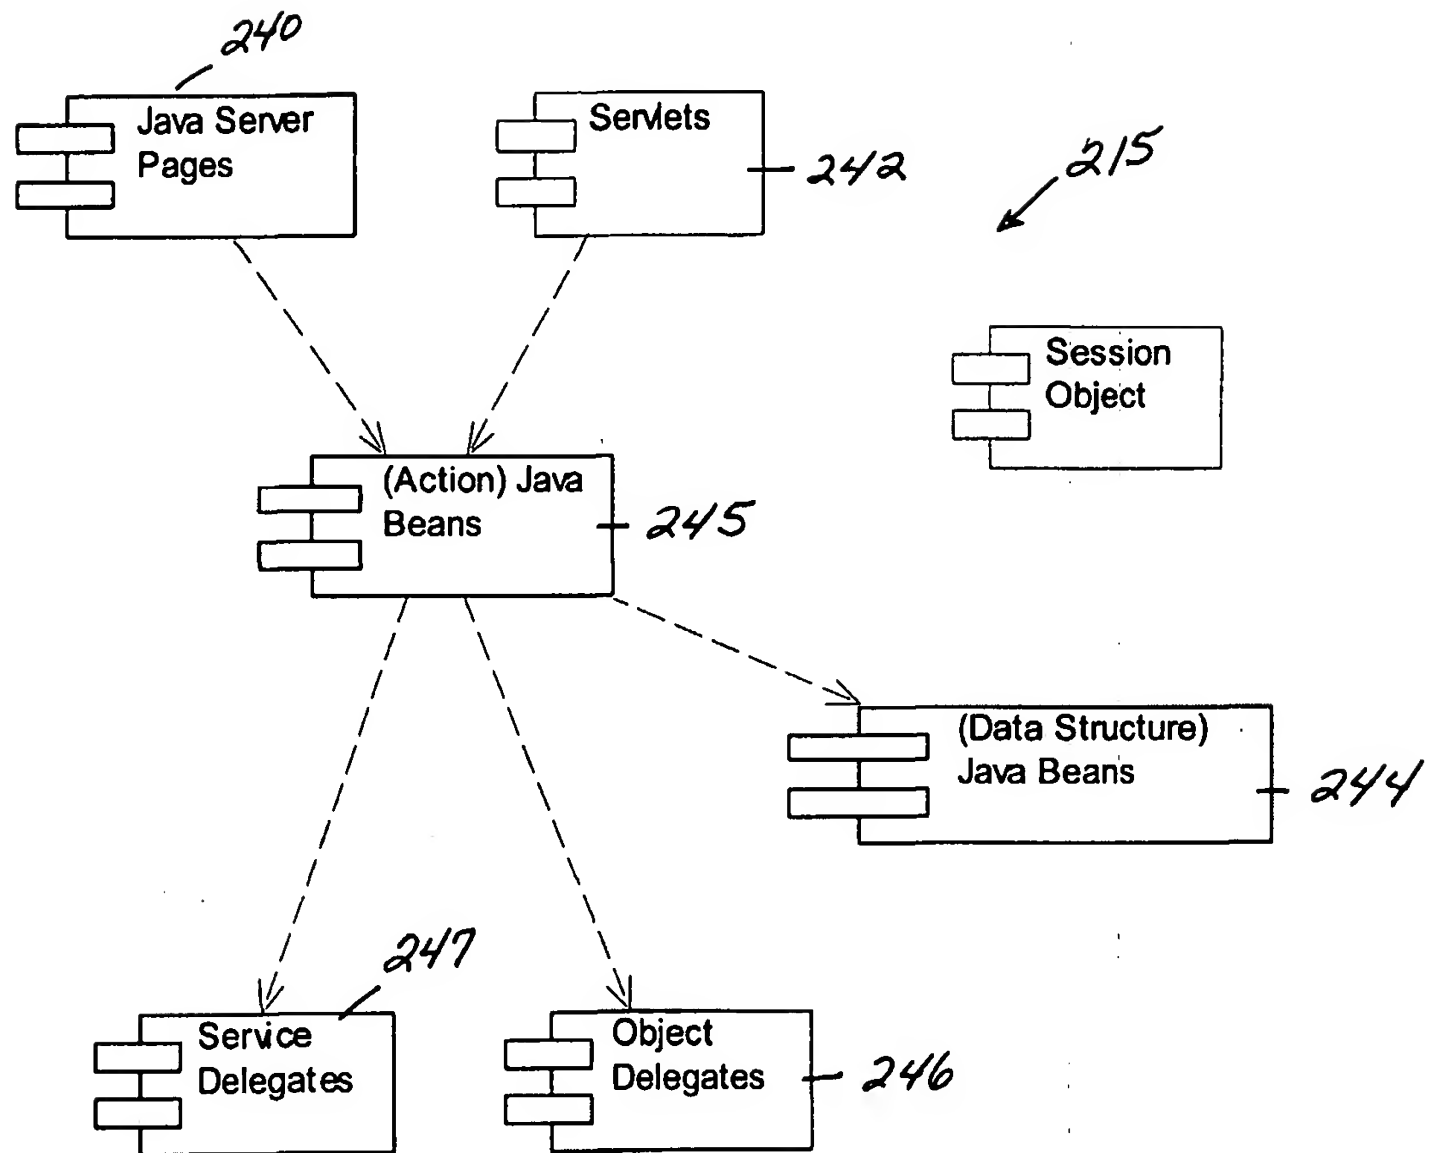 240
Java Server
Pages
Servlets
242
215
Session
Object
(Action) Java
Beans
245
(Data Structure)
Java Beans
244
247
Service
Delegates
Object
Delegates
246